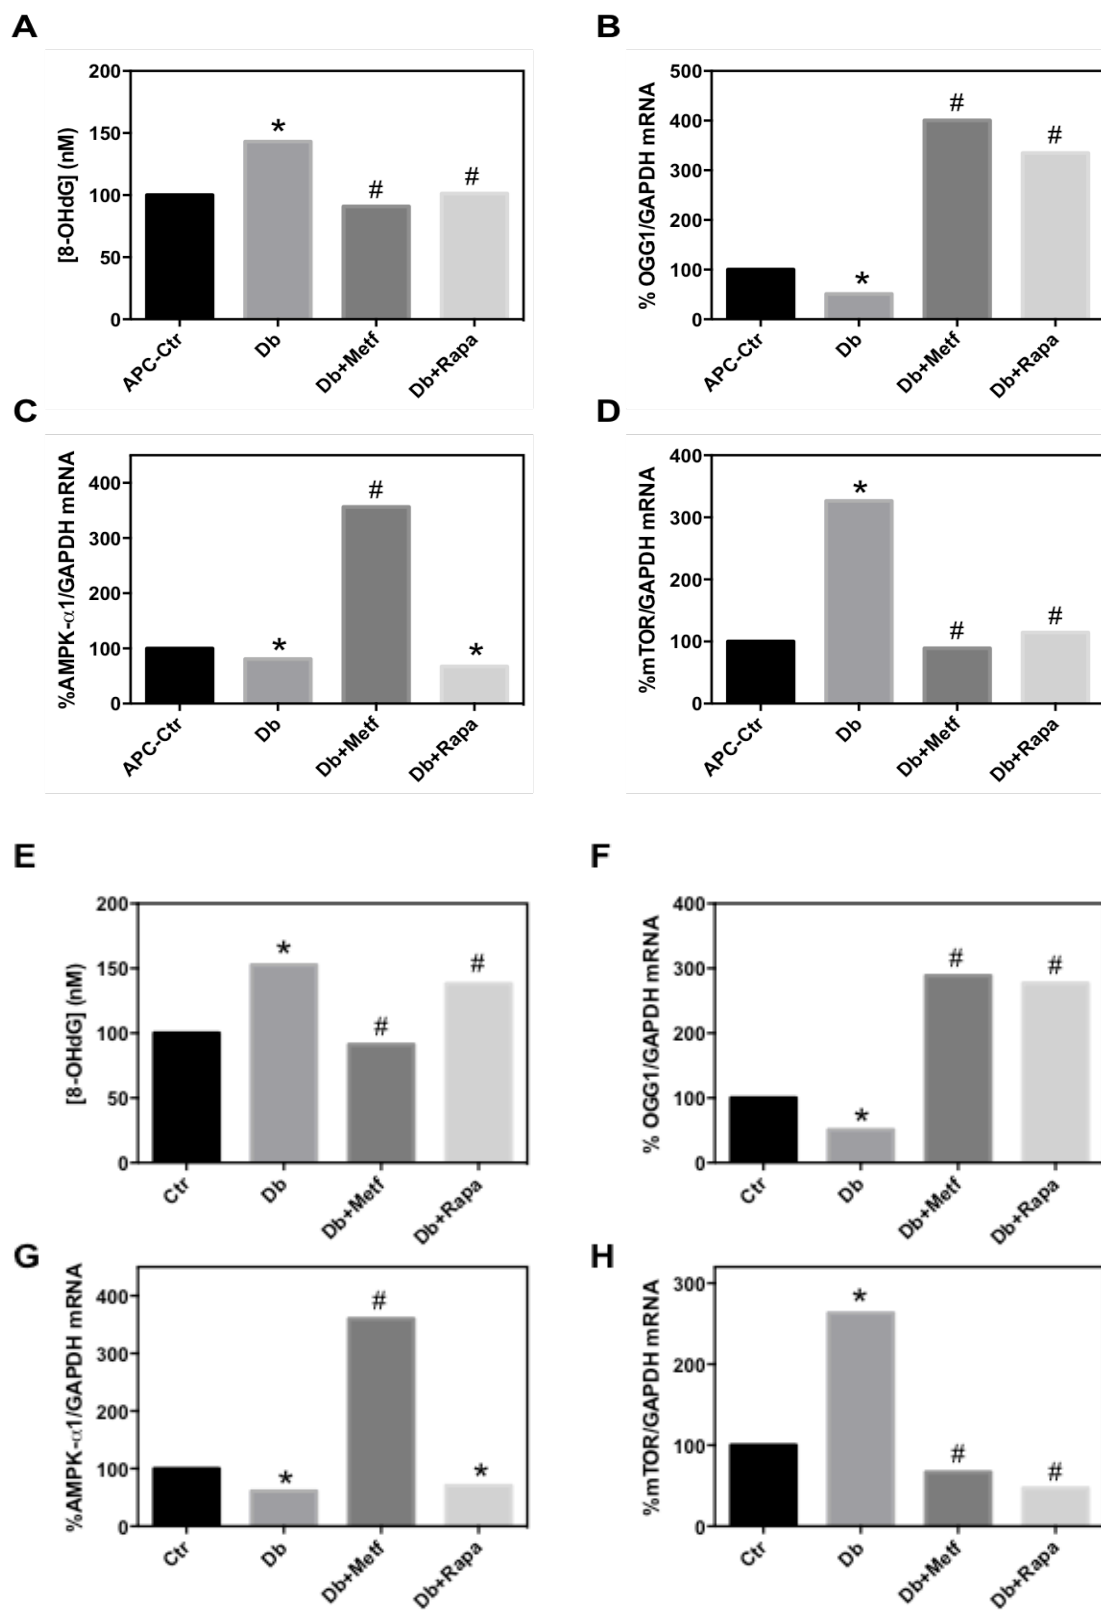 A
[8-OHdG] (nM)
200
150
100
50
0
*
#
#
APC-Ctr
Db
Db+Metf
Db+Rapa
B
% OGG1/GAPDH mRNA
500
400
300
200
100
0
*
#
#
APC-Ctr
Db
Db+Metf
Db+Rapa
C
%AMPK-α1/GAPDH mRNA
400
300
200
100
0
*
#
*
APC-Ctr
Db
Db+Metf
Db+Rapa
D
%mTOR/GAPDH mRNA
400
300
200
100
0
*
#
#
APC-Ctr
Db
Db+Metf
Db+Rapa
E
[8-OHdG] (nM)
200
150
100
50
0
*
#
#
Ctr
Db
Db+Metf
Db+Rapa
F
% OGG1/GAPDH mRNA
400
300
200
100
0
*
#
#
Ctr
Db
Db+Metf
Db+Rapa
G
%AMPK-α1/GAPDH mRNA
400
300
200
100
0
*
#
*
Ctr
Db
Db+Metf
Db+Rapa
H
%mTOR/GAPDH mRNA
300
200
100
0
*
#
#
Ctr
Db
Db+Metf
Db+Rapa